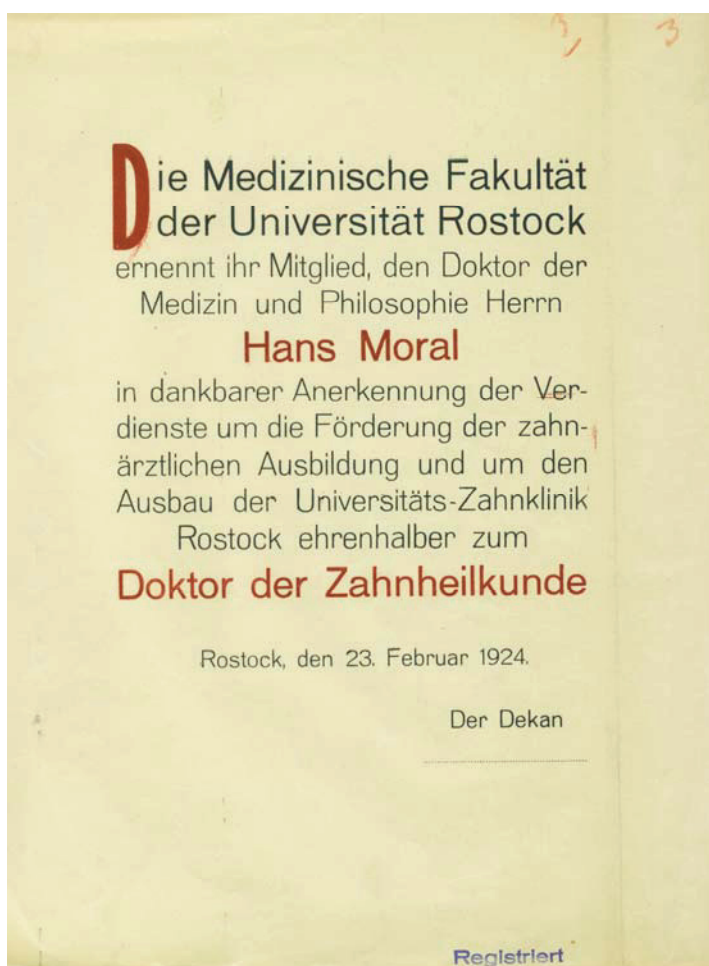 3, 3
Die Medizinische Fakultät
der Universität Rostock
ernennt ihr Mitglied, den Doktor der
Medizin und Philosophie Herrn
Hans Moral
in dankbarer Anerkennung der Ver-
dienste um die Förderung der zahn-
ärztlichen Ausbildung und um den
Ausbau der Universitäts-Zahnklinik
Rostock ehrenhalber zum
Doktor der Zahnheilkunde
Rostock, den 23. Februar 1924.
Der Dekan
Registriert